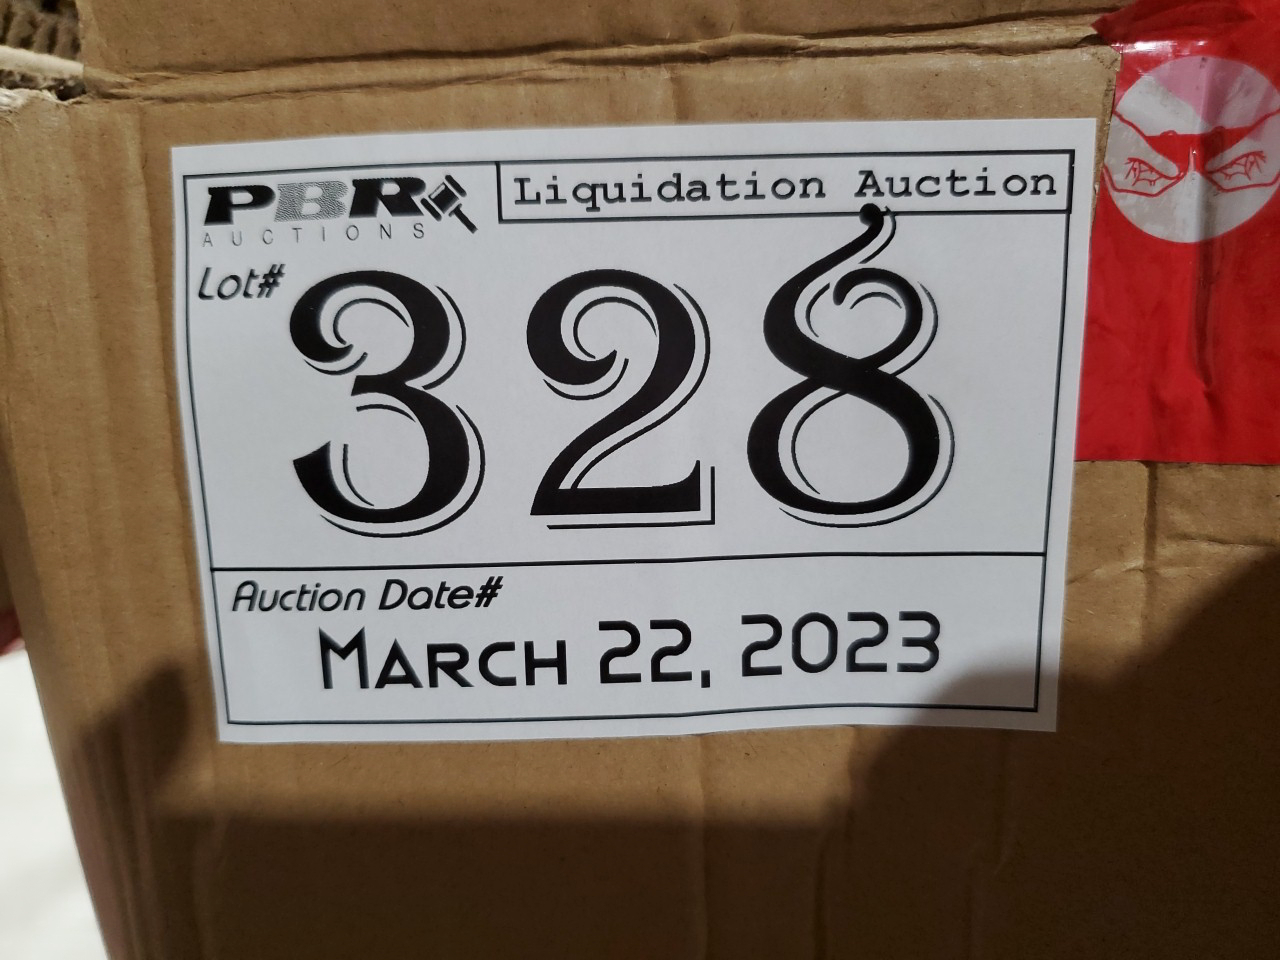 PBR
AUCTIONS
Liquidation Auction
Lot#
328
Auction Date#
MARCH 22, 2023